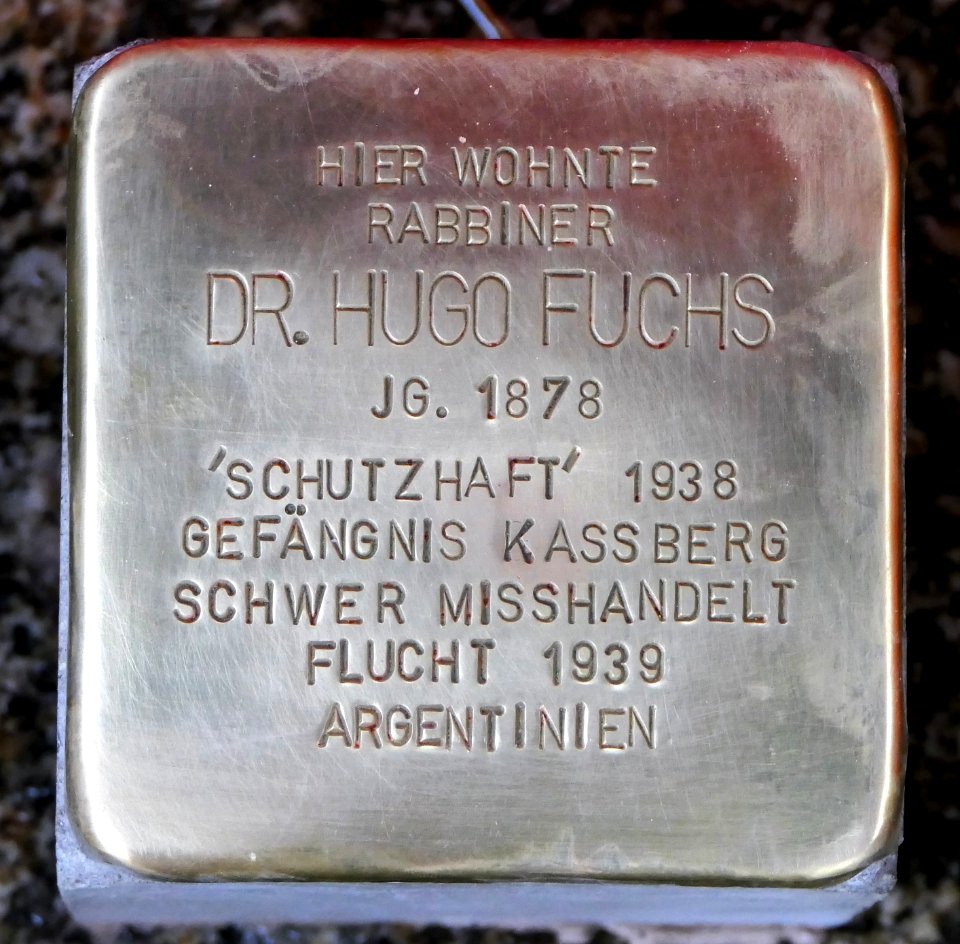 HIER WOHNTE
RABBINER
DR. HUGO FUCHS
JG. 1878
'SCHUTZHAFT' 1938
GEFÄNGNIS KASSBERG
SCHWER MISSHANDELT
FLUCHT 1939
ARGENTINIEN